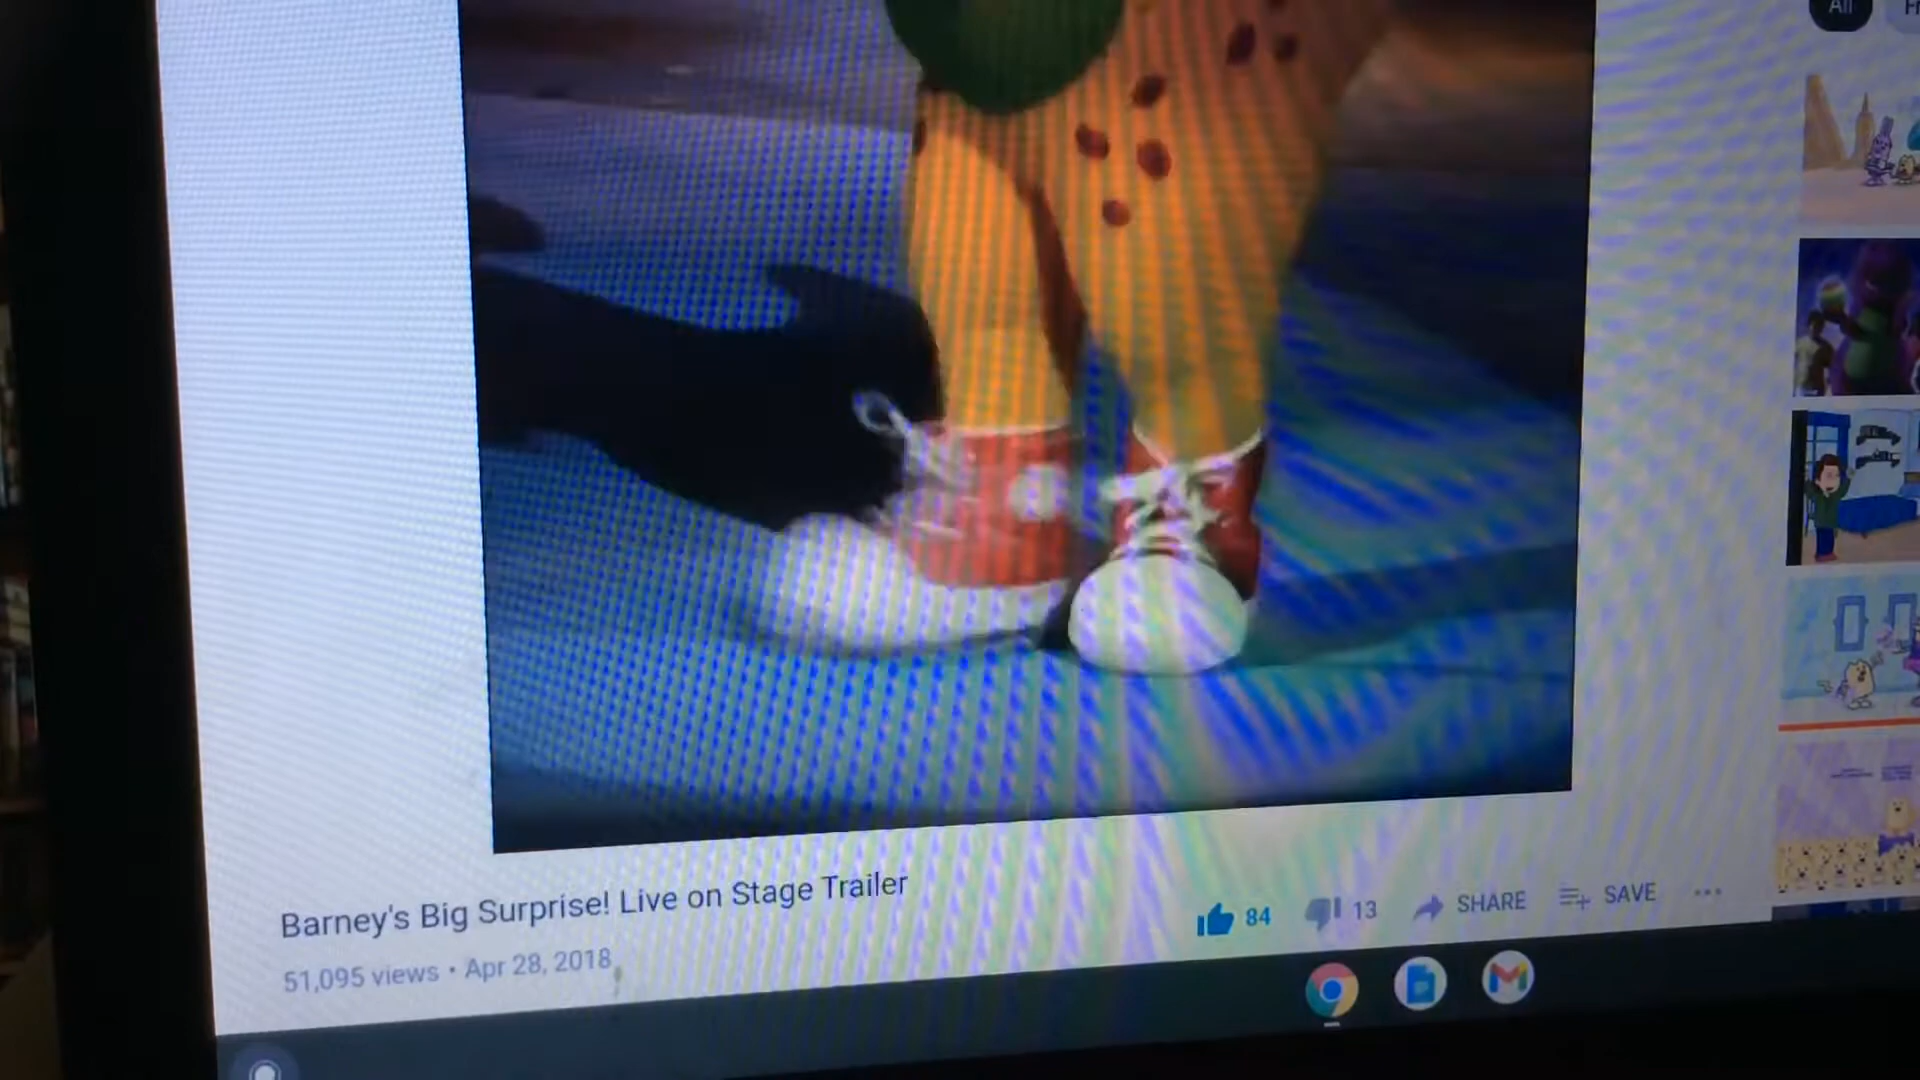 All
Barney's Big Surprise! Live on Stage Trailer
51,095 views • Apr 28, 2018
84
13
SHARE
SAVE